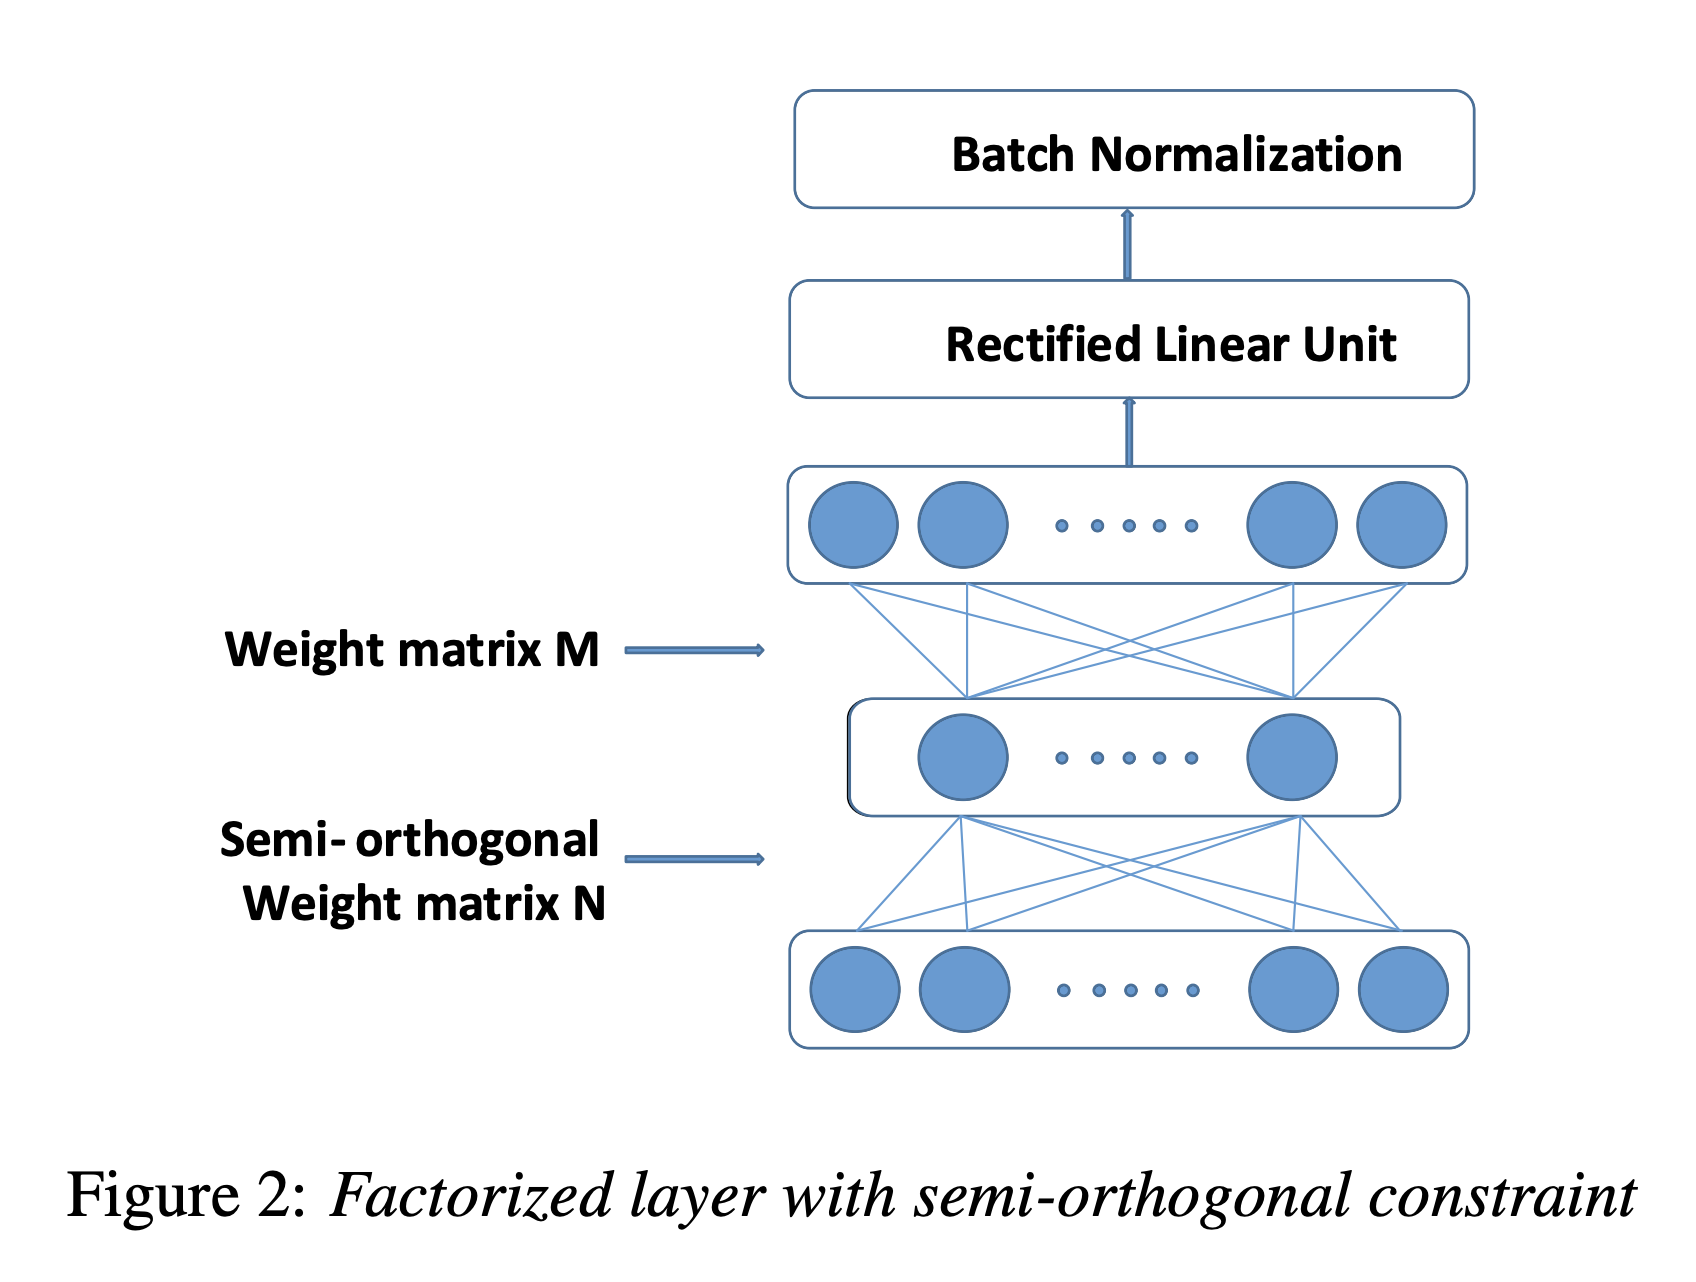 Batch Normalization
Rectified Linear Unit
Weight matrix M
Semi- orthogonal
Weight matrix N
Figure 2: Factorized layer with semi-orthogonal constraint